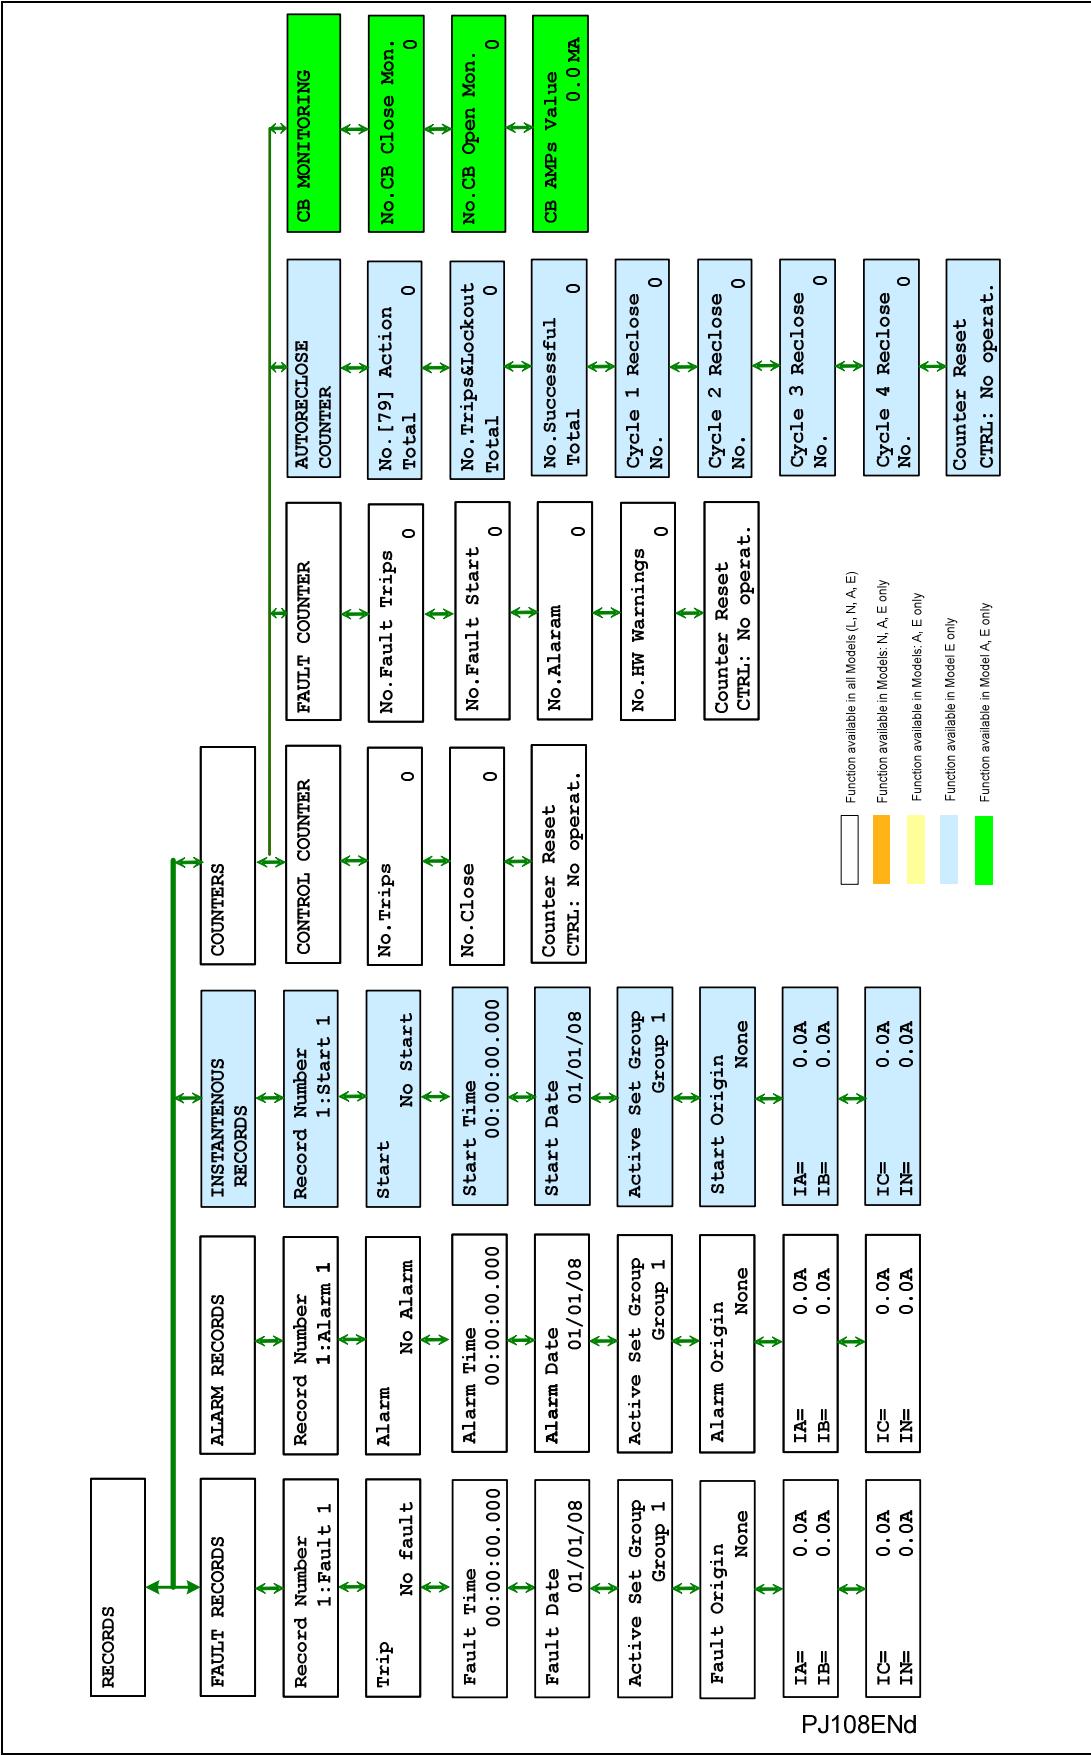 RECORDS
FAULT RECORDS
Record Number
1:Fault 1
Trip
No fault
Fault Time
00:00:00.000
Fault Date
01/01/08
Active Set Group
Group 1
Fault Origin
None
IA= 0.0A
IB= 0.0A
IC= 0.0A
IN= 0.0A
ALARM RECORDS
Record Number
1:Alarm 1
Alarm
No Alarm
Alarm Time
00:00:00.000
Alarm Date
01/01/08
Active Set Group
Group 1
Alarm Origin
None
IA= 0.0A
IB= 0.0A
IC= 0.0A
IN= 0.0A
INSTANTENOUS
RECORDS
Record Number
1:Start 1
Start
No Start
Start Time
00:00:00.000
Start Date
01/01/08
Active Set Group
Group 1
Start Origin
None
IA= 0.0A
IB= 0.0A
IC= 0.0A
IN= 0.0A
COUNTERS
CONTROL COUNTER
No.Trips
0
No.Close
0
Counter Reset
CTRL: No operat.
FAULT COUNTER
No.Fault Trips
0
No.Fault Start
0
No.Alaram
0
No.HW Warnings
0
Counter Reset
CTRL: No operat.
AUTORECLOSE
COUNTER
No.[79] Action
Total 0
No.Trips&Lockout
Total 0
No.Successful
Total 0
Cycle 1 Reclose
No. 0
Cycle 2 Reclose
No. 0
Cycle 3 Reclose
No. 0
Cycle 4 Reclose
No. 0
Counter Reset
CTRL: No operat.
CB MONITORING
No.CB Close Mon.
0
No.CB Open Mon.
0
CB AMPs Value
0.0MA
Function available in all Models (L, N, A, E)
Function available in Models: N, A, E only
Function available in Models: A, E only
Function available in Model E only
Function available in Model A, E only
PJ108ENd